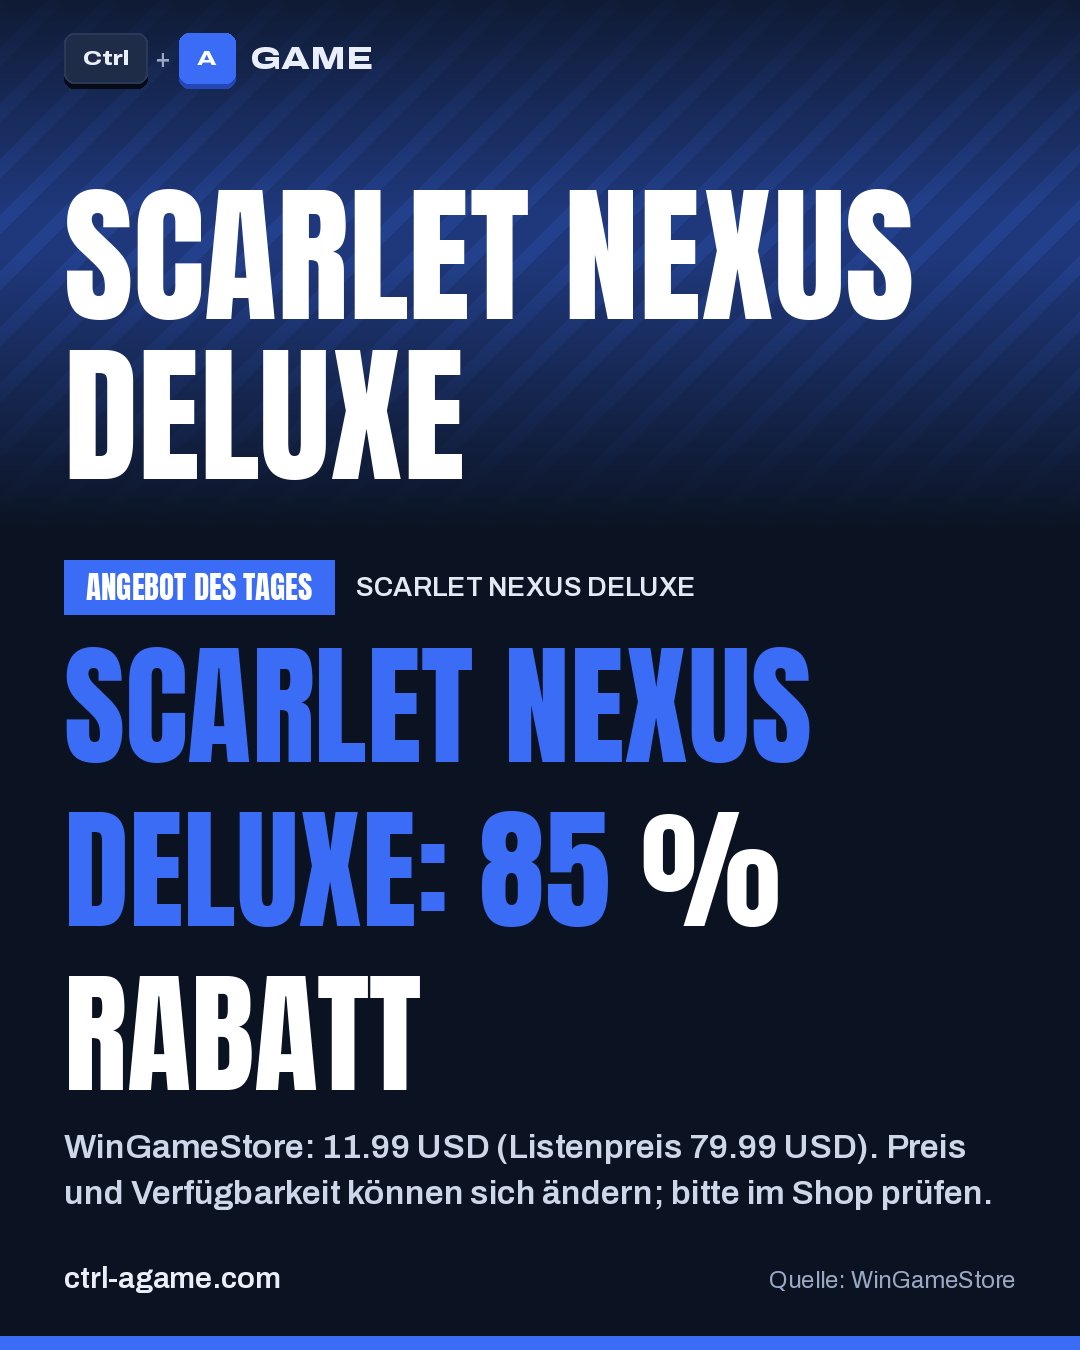 Ctrl + A GAME
SCARLET NEXUS
DELUXE
ANGEBOT DES TAGES SCARLET NEXUS DELUXE
SCARLET NEXUS
DELUXE: 85 %
RABATT
WinGameStore: 11.99 USD (Listenpreis 79.99 USD). Preis
und Verfügbarkeit können sich ändern; bitte im Shop prüfen.
ctrl-agame.com
Quelle: WinGameStore